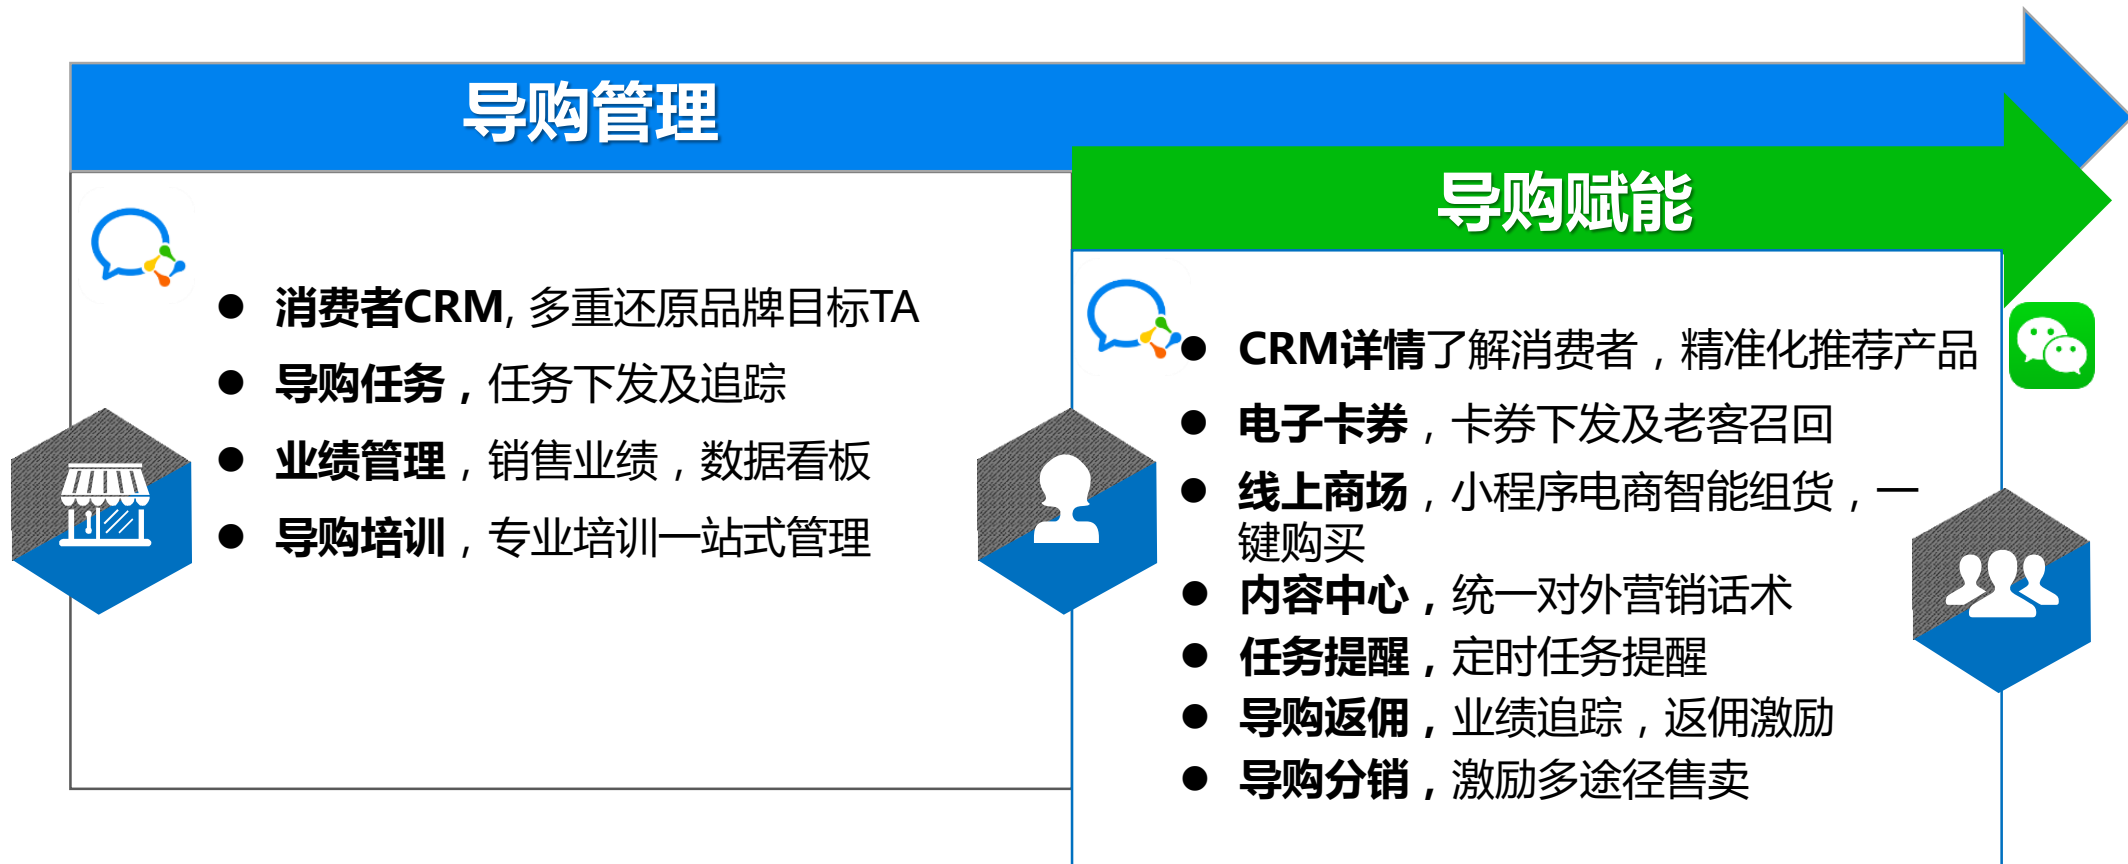 导购管理
● 消费者CRM, 多重还原品牌目标TA
● 导购任务，任务下发及追踪
● 业绩管理，销售业绩，数据看板
● 导购培训，专业培训一站式管理
导购赋能
● CRM详情了解消费者，精准化推荐产品
● 电子卡券，卡券下发及老客召回
● 线上商场，小程序电商智能组货，一
键购买
● 内容中心，统一对外营销话术
● 任务提醒，定时任务提醒
● 导购返佣，业绩追踪，返佣激励
● 导购分销，激励多途径售卖